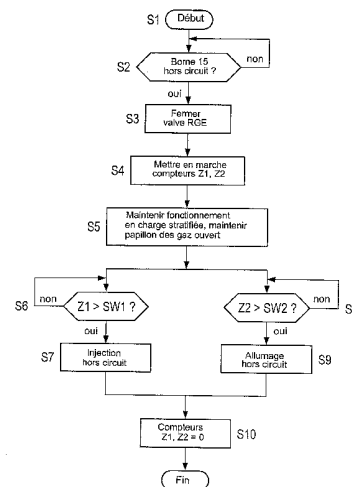 S1 Début
Borne 15
hors circuit ?
non
S2
oui
S3
Fermer
valve RGE
S4
Mettre en marche
compteurs Z1, Z2
S5
Maintenir fonctionnement
en charge stratifiée, maintenir
papillon des gaz ouvert
S6
non
Z1 > SW1 ?
oui
Z2 > SW2 ?
non
S
oui
S7
Injection
hors circuit
Allumage
hors circuit
S9
Compteurs
Z1, Z2 = 0
S10
Fin